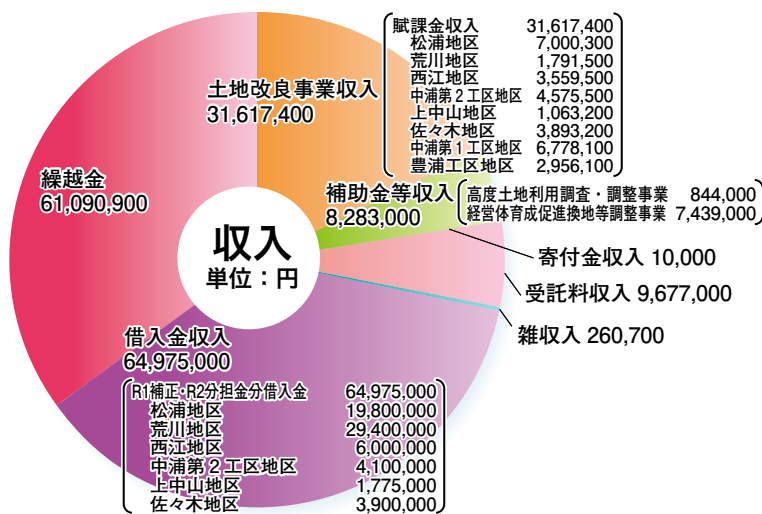 賦課金収入 31,617,400
松浦地区 7,000,300
荒川地区 1,791,500
西江地区 3,559,500
中浦第2工区地区 4,575,500
上中山地区 1,063,200
佐々木地区 3,893,200
中浦第1工区地区 6,778,100
豊浦工区地区 2,956,100
土地改良事業収入
31,617,400
補助金等収入
8,283,000
高度土地利用調査・調整事業 844,000
経営体育成促進換地等調整事業 7,439,000
寄付金収入 10,000
受託料収入 9,677,000
雑収入 260,700
繰越金
61,090,900
収入
単位：円
借入金収入
64,975,000
R1補正・R2分担金分借入金 64,975,000
松浦地区 19,800,000
荒川地区 29,400,000
西江地区 6,000,000
中浦第2工区地区 4,100,000
上中山地区 1,775,000
佐々木地区 3,900,000